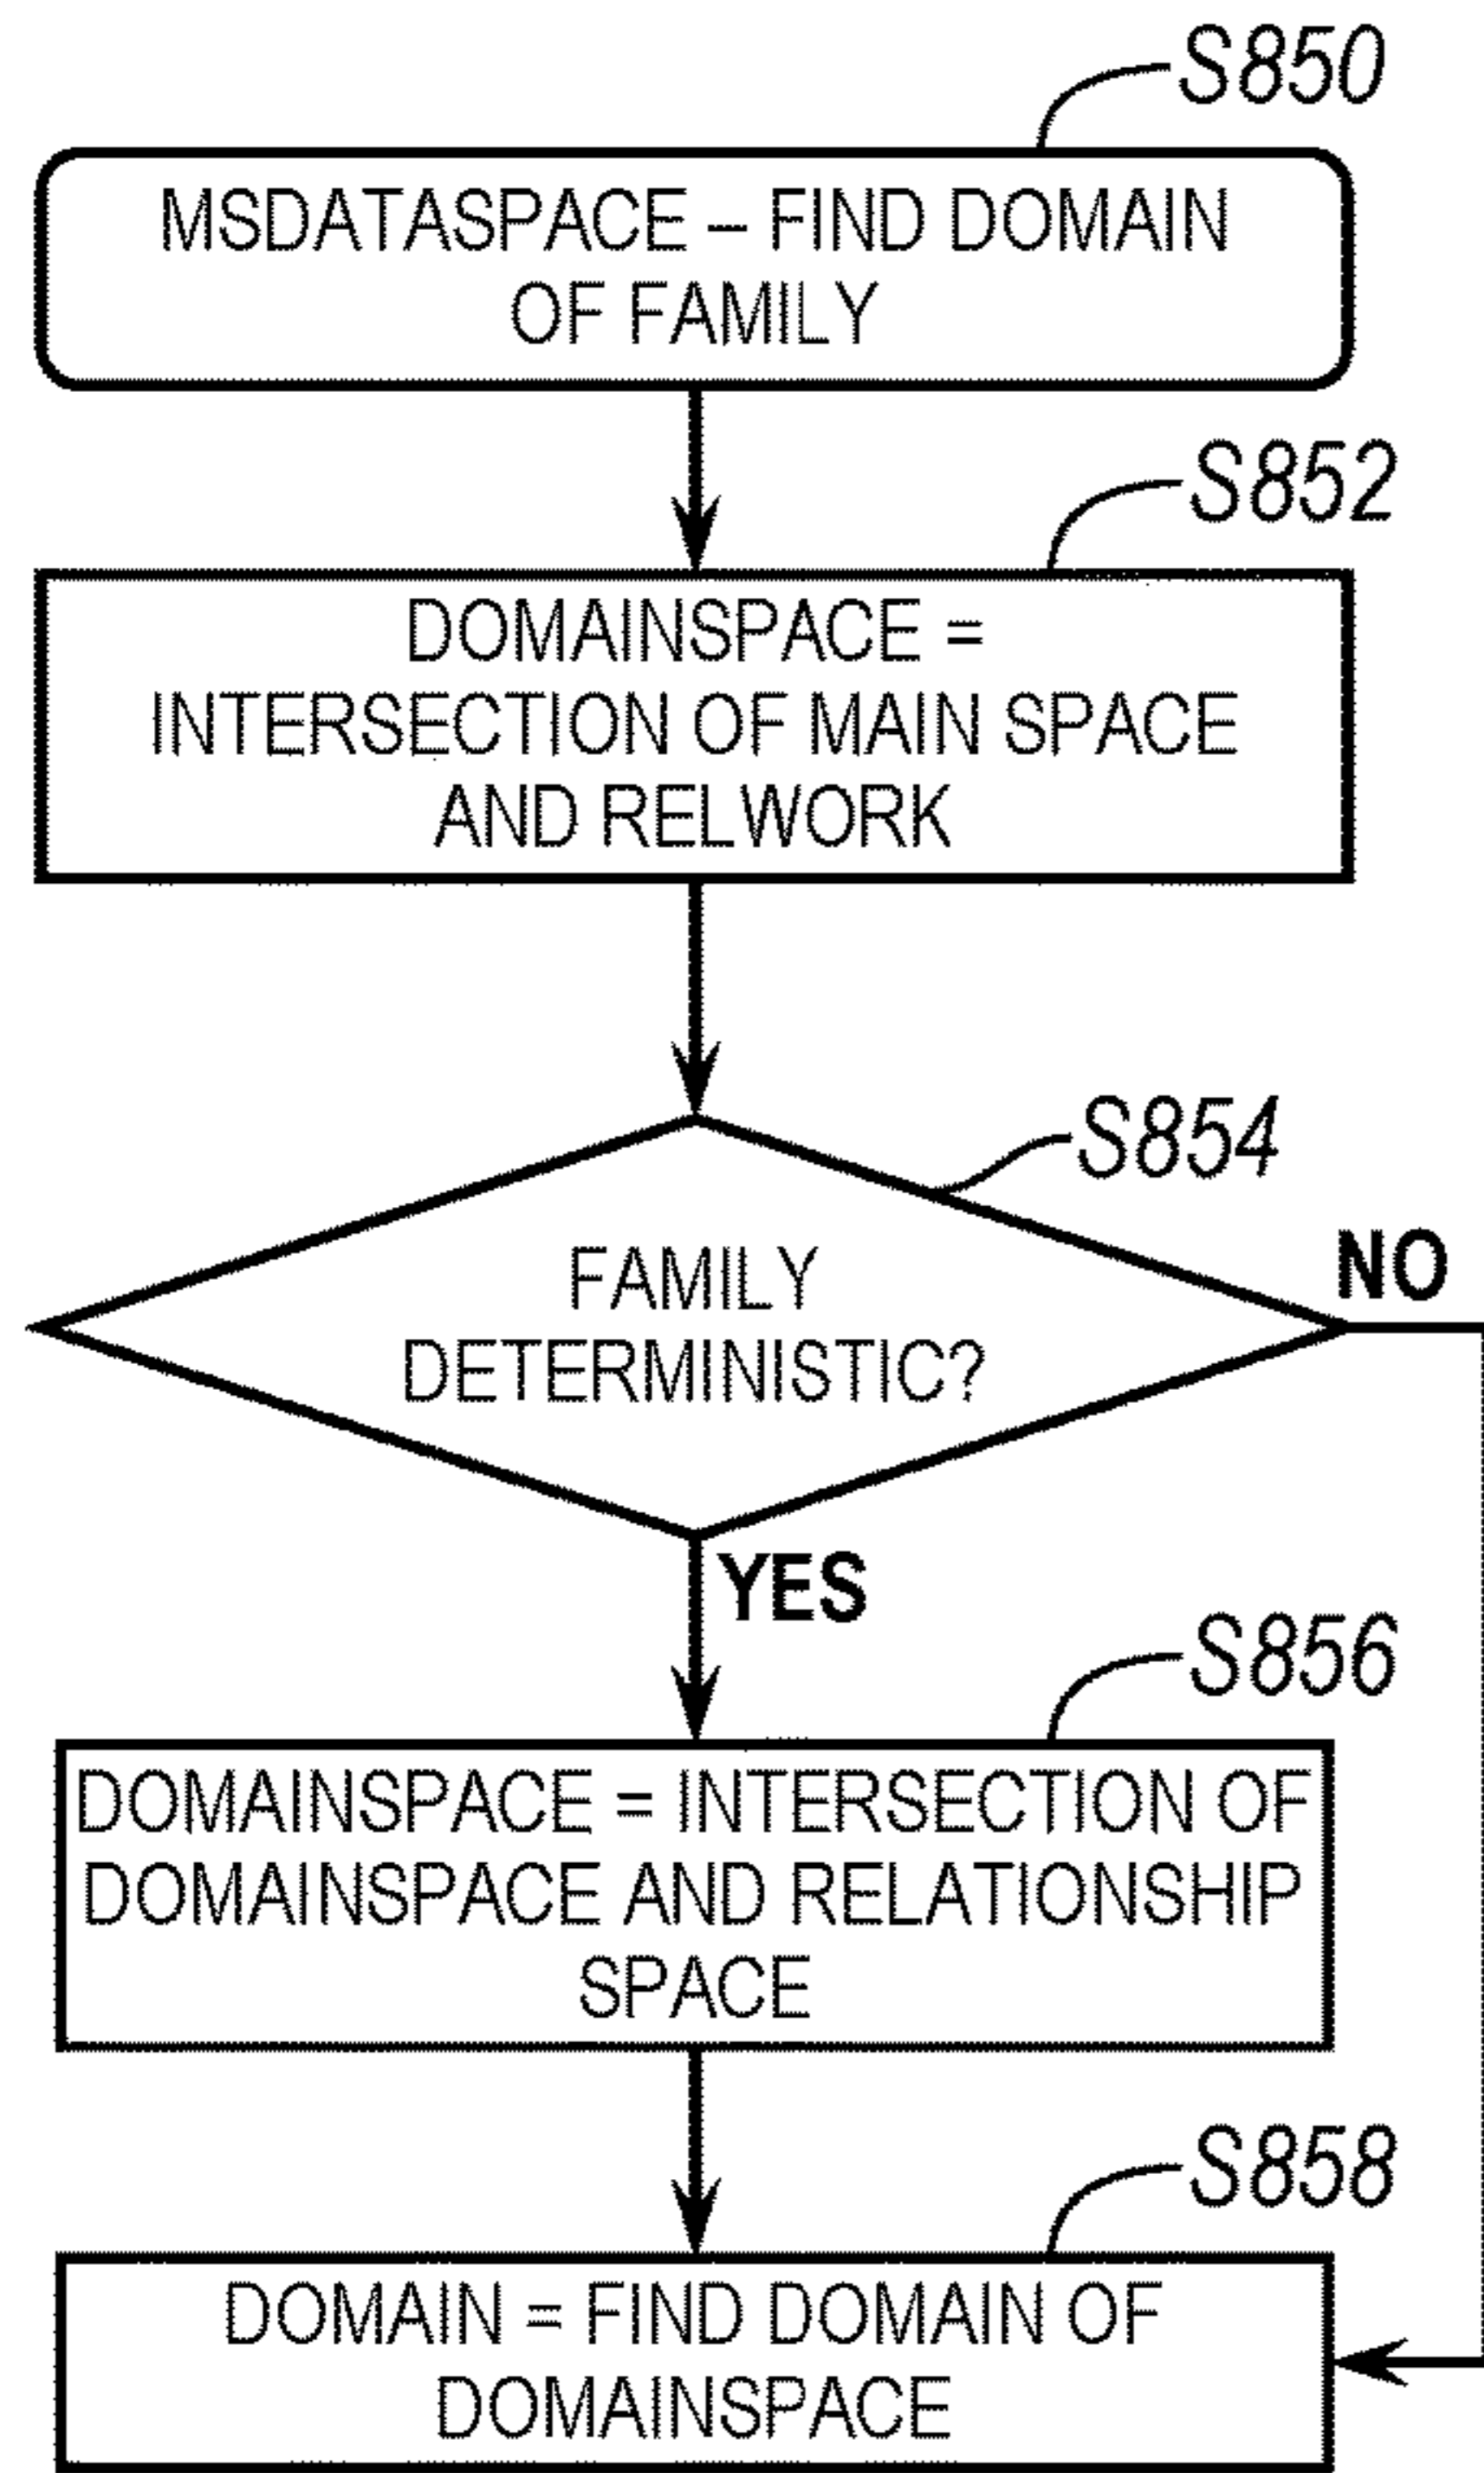 S850
MSDATASPACE – FIND DOMAIN
OF FAMILY
S852
DOMAINSPACE =
INTERSECTION OF MAIN SPACE
AND RELWORK
S854
FAMILY
DETERMINISTIC?
NO
YES
S856
DOMAINSPACE = INTERSECTION OF
DOMAINSPACE AND RELATIONSHIP
SPACE
S858
DOMAIN = FIND DOMAIN OF
DOMAINSPACE